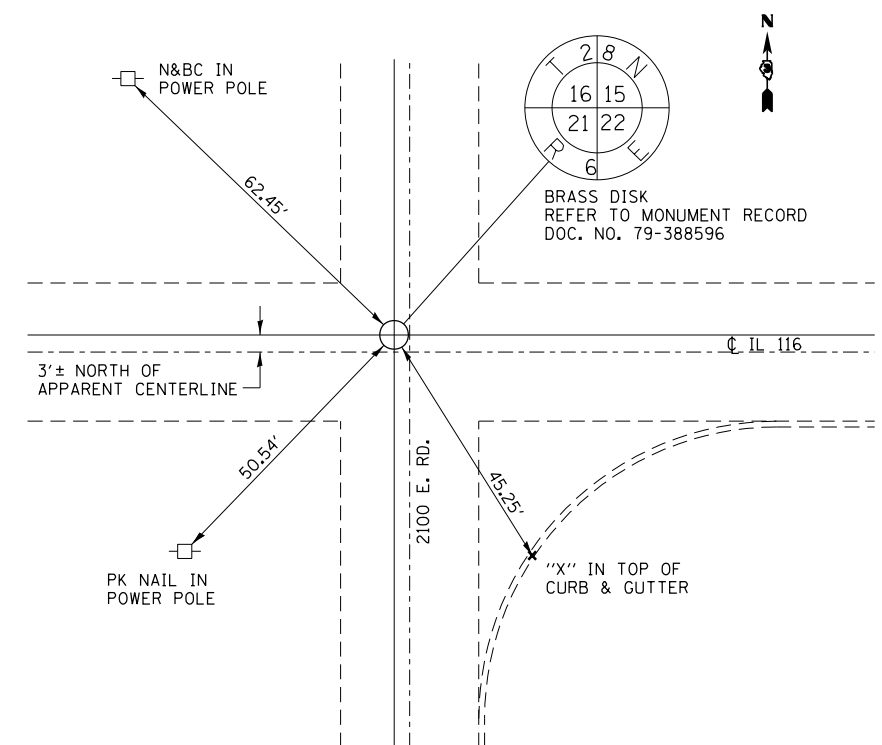 N
N&BC IN
POWER POLE
T 28 N
16 15
21 22
R 6 E
62.45'
BRASS DISK
REFER TO MONUMENT RECORD
DOC. NO. 79-388596
℄ IL 116
3'± NORTH OF
APPARENT CENTERLINE
50.54'
2100 E. RD.
45.25'
PK NAIL IN
POWER POLE
"X" IN TOP OF
CURB & GUTTER